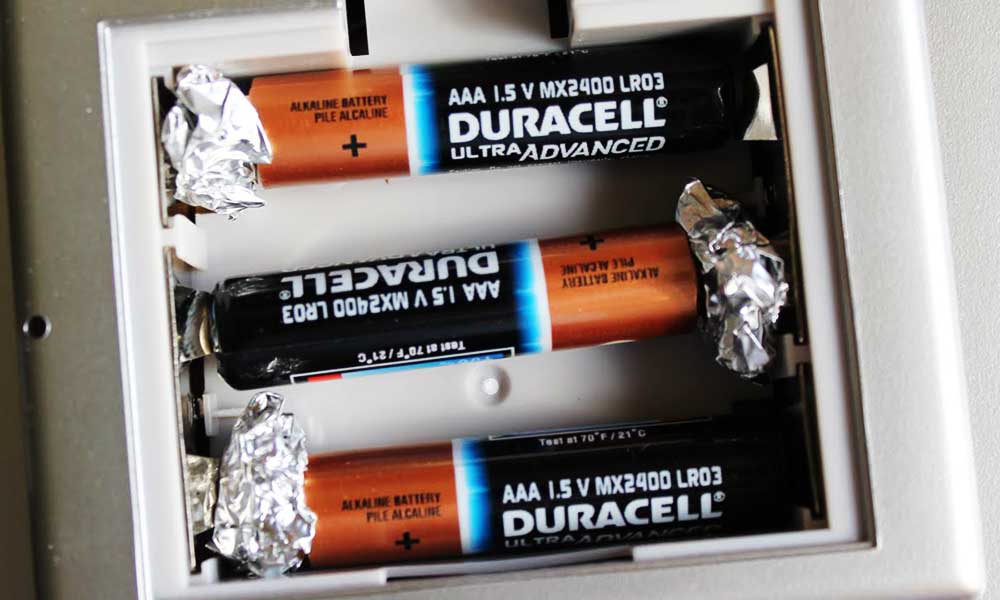 ALKALINE BATTERY
PILE ALCALINE
+
AAA 1.5 V MX2400 LR03
DURACELL®
ULTRA ADVANCED
DURACELL®
AAA 1.5 V MX2400 LR03
Test at 70°F / 21°C
+
ALKALINE BATTERY
PILE ALCALINE
Test at 70°F / 21°C
ALKALINE BATTERY
PILE ALCALINE
+
AAA 1.5 V MX2400 LR03
DURACELL®
ULTRA ADVANCED